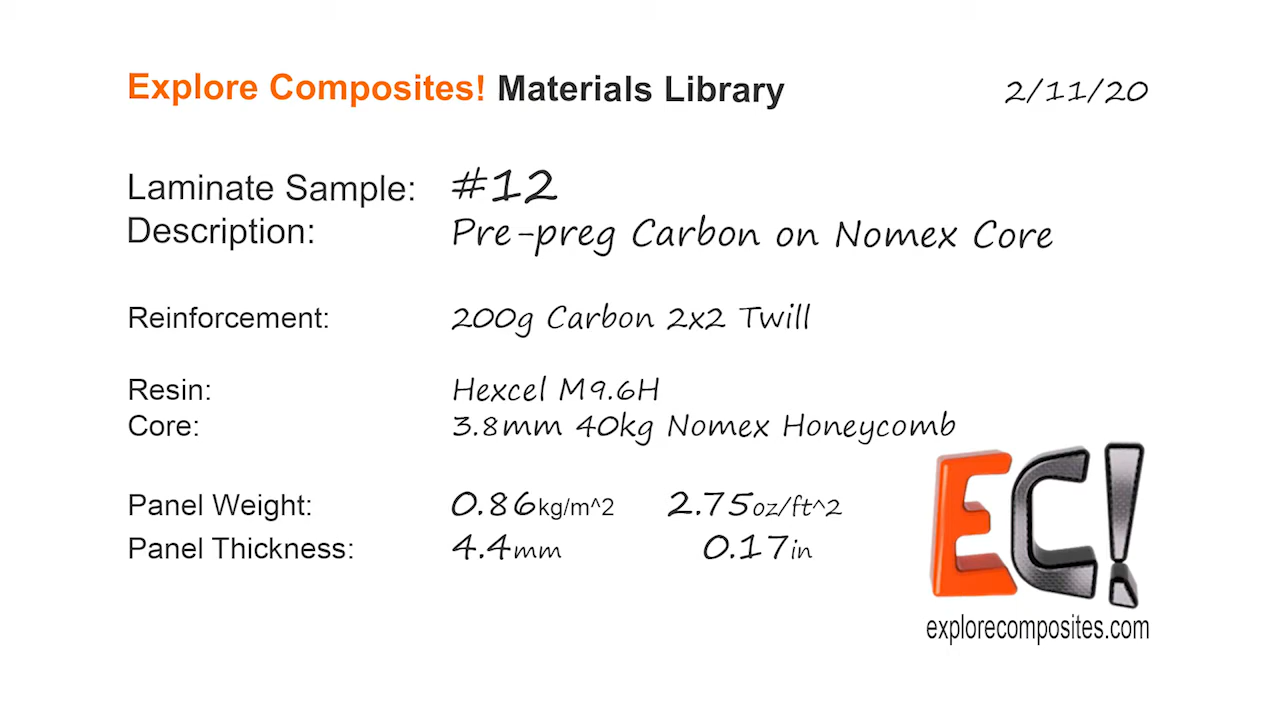 Explore Composites! Materials Library 2/11/20
Laminate Sample: #12
Description: Pre-preg Carbon on Nomex Core
Reinforcement: 200g Carbon 2x2 Twill
Resin: Hexcel M9.6H
Core: 3.8mm 40kg Nomex Honeycomb
Panel Weight: 0.86kg/m^2 2.75oz/ft^2
Panel Thickness: 4.4mm 0.17in
EC!
explorecomposites.com